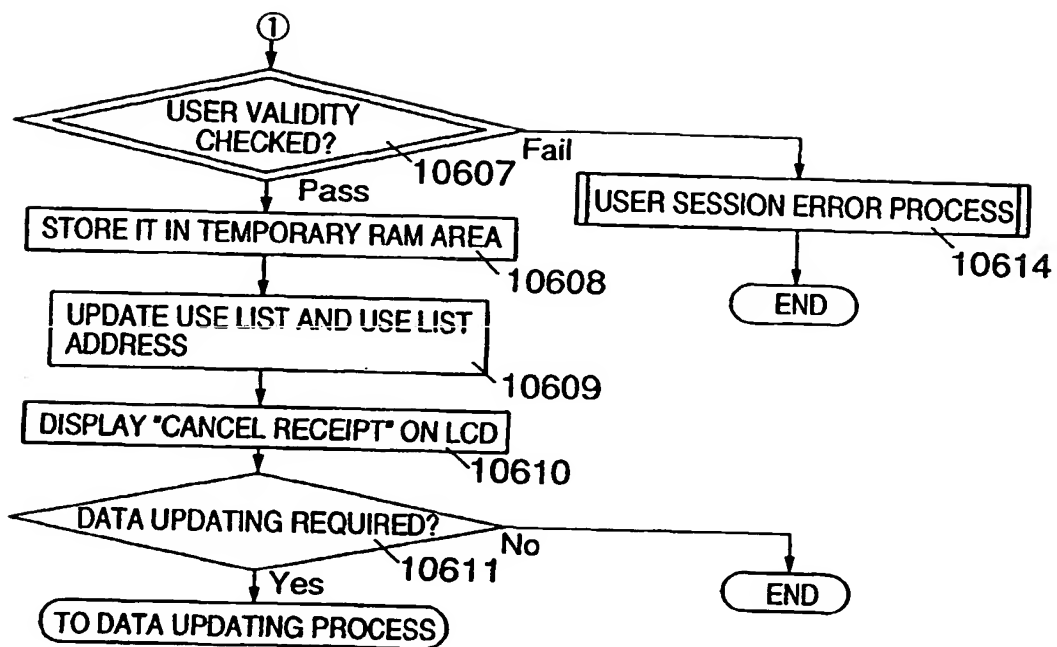 1
USER VALIDITY
CHECKED?
10607
Fail
Pass
USER SESSION ERROR PROCESS
10614
END
STORE IT IN TEMPORARY RAM AREA
10608
UPDATE USE LIST AND USE LIST
ADDRESS
10609
DISPLAY "CANCEL RECEIPT" ON LCD
10610
DATA UPDATING REQUIRED?
10611
No
Yes
END
TO DATA UPDATING PROCESS